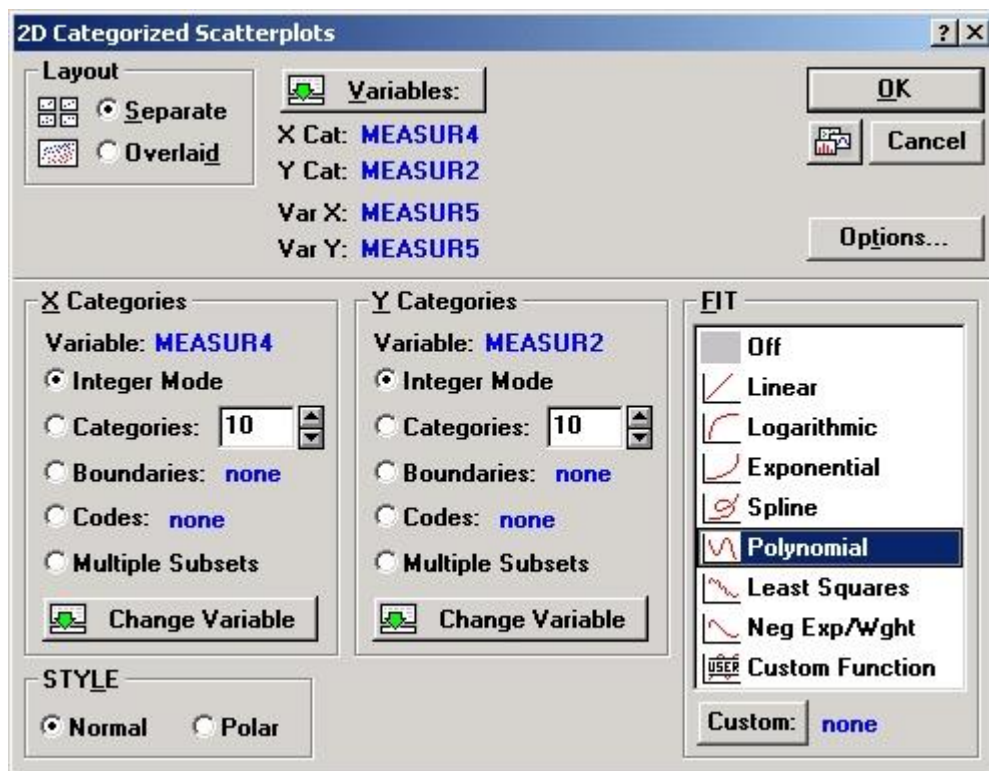 2D Categorized Scatterplots
Layout
Separate
Overlaid
Variables:
X Cat: MEASUR4
Y Cat: MEASUR2
Var X: MEASUR5
Var Y: MEASUR5
OK
Cancel
Options...
X Categories
Variable: MEASUR4
Integer Mode
Categories: 10
Boundaries: none
Codes: none
Multiple Subsets
Change Variable
Y Categories
Variable: MEASUR2
Integer Mode
Categories: 10
Boundaries: none
Codes: none
Multiple Subsets
Change Variable
FIT
Off
Linear
Logarithmic
Exponential
Spline
Polynomial
Least Squares
Neg Exp/Wght
USER Custom Function
Custom: none
STYLE
Normal
Polar